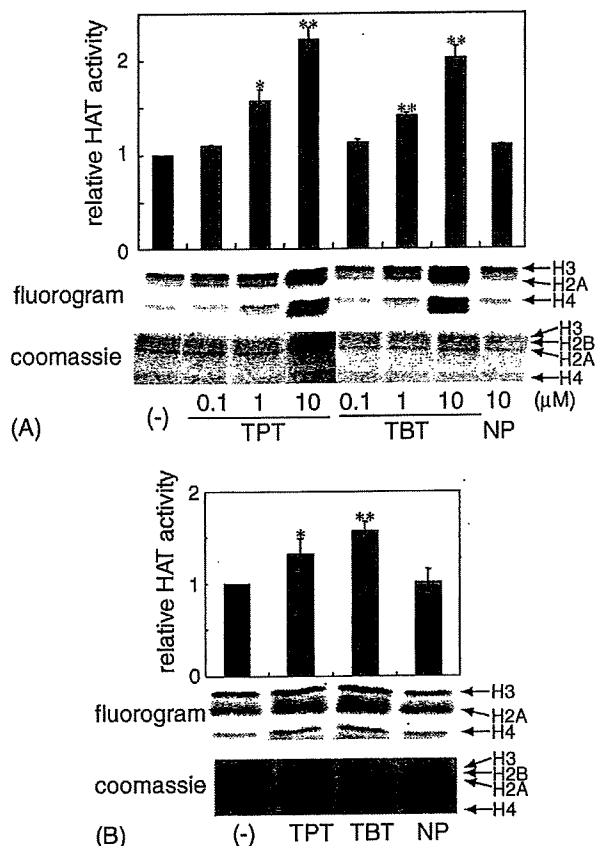 2
**
**
*
**
1
0
relative HAT activity
fluorogram
H3
H2A
H4
coomassie
H3
H2B
H2A
H4
(-) 0.1 1 10 0.1 1 10 10 (μM)
(A) TPT TBT NP
2
*
**
1
0
relative HAT activity
fluorogram
H3
H2A
H4
coomassie
H3
H2B
H2A
H4
(B) (-) TPT TBT NP